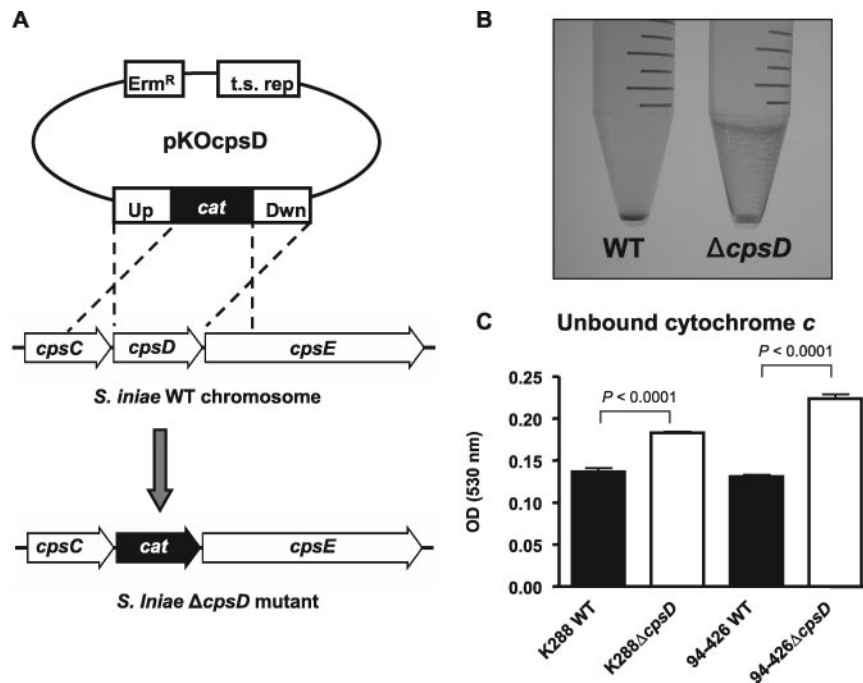 A
Ermᴿ
t.s. rep
pKOcpsD
Up
cat
Dwn
cpsC
cpsD
cpsE
S. iniae WT chromosome
cpsC
cat
cpsE
S. Iniae ΔcpsD mutant
B
WT
ΔcpsD
C
Unbound cytochrome c
P < 0.0001
P < 0.0001
OD (530 nm)
0.25
0.20
0.15
0.10
0.05
0.00
K288 WT
K288ΔcpsD
94-426 WT
94-426ΔcpsD